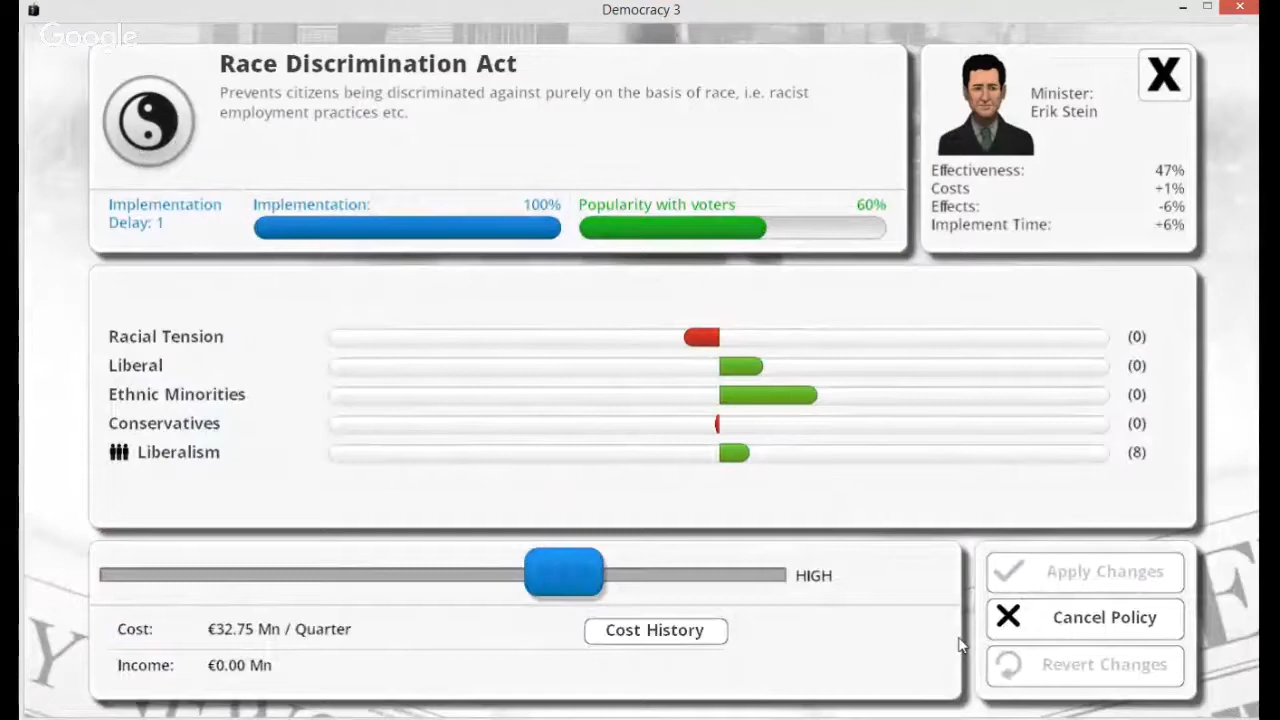 Democracy 3
Google
Race Discrimination Act
Prevents citizens being discriminated against purely on the basis of race, i.e. racist
employment practices etc.
Implementation
Delay: 1
Implementation: 100%
Popularity with voters 60%
X
Minister:
Erik Stein
Effectiveness: 47%
Costs +1%
Effects: -6%
Implement Time: +6%
Racial Tension (0)
Liberal (0)
Ethnic Minorities (0)
Conservatives (0)
Liberalism (8)
HIGH
Cost: €32.75 Mn / Quarter
Cost History
Income: €0.00 Mn
Apply Changes
Cancel Policy
Revert Changes